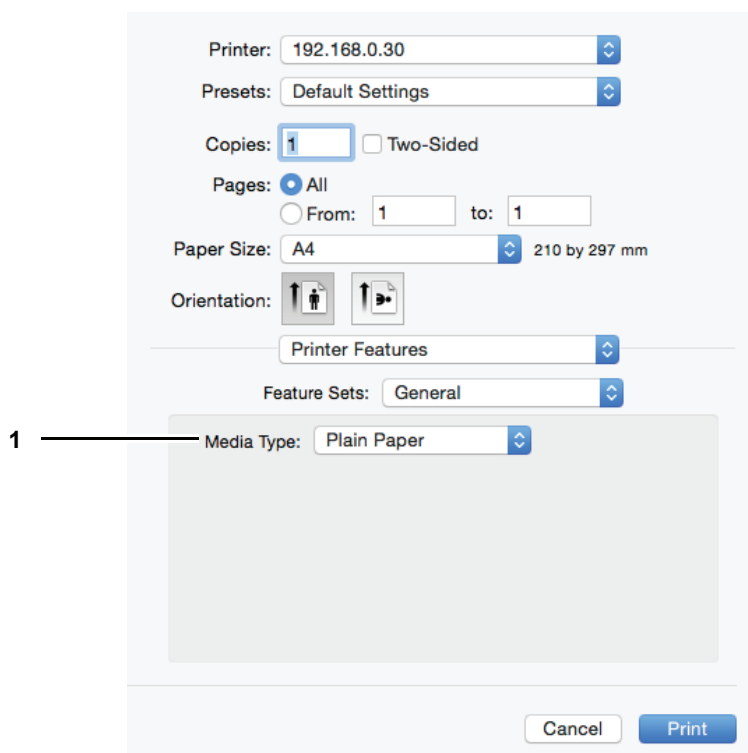 Printer: 192.168.0.30
Presets: Default Settings
Copies: 1 Two-Sided
Pages: All
From: 1 to: 1
Paper Size: A4 210 by 297 mm
Orientation:
Printer Features
Feature Sets: General
1 Media Type: Plain Paper
Cancel Print